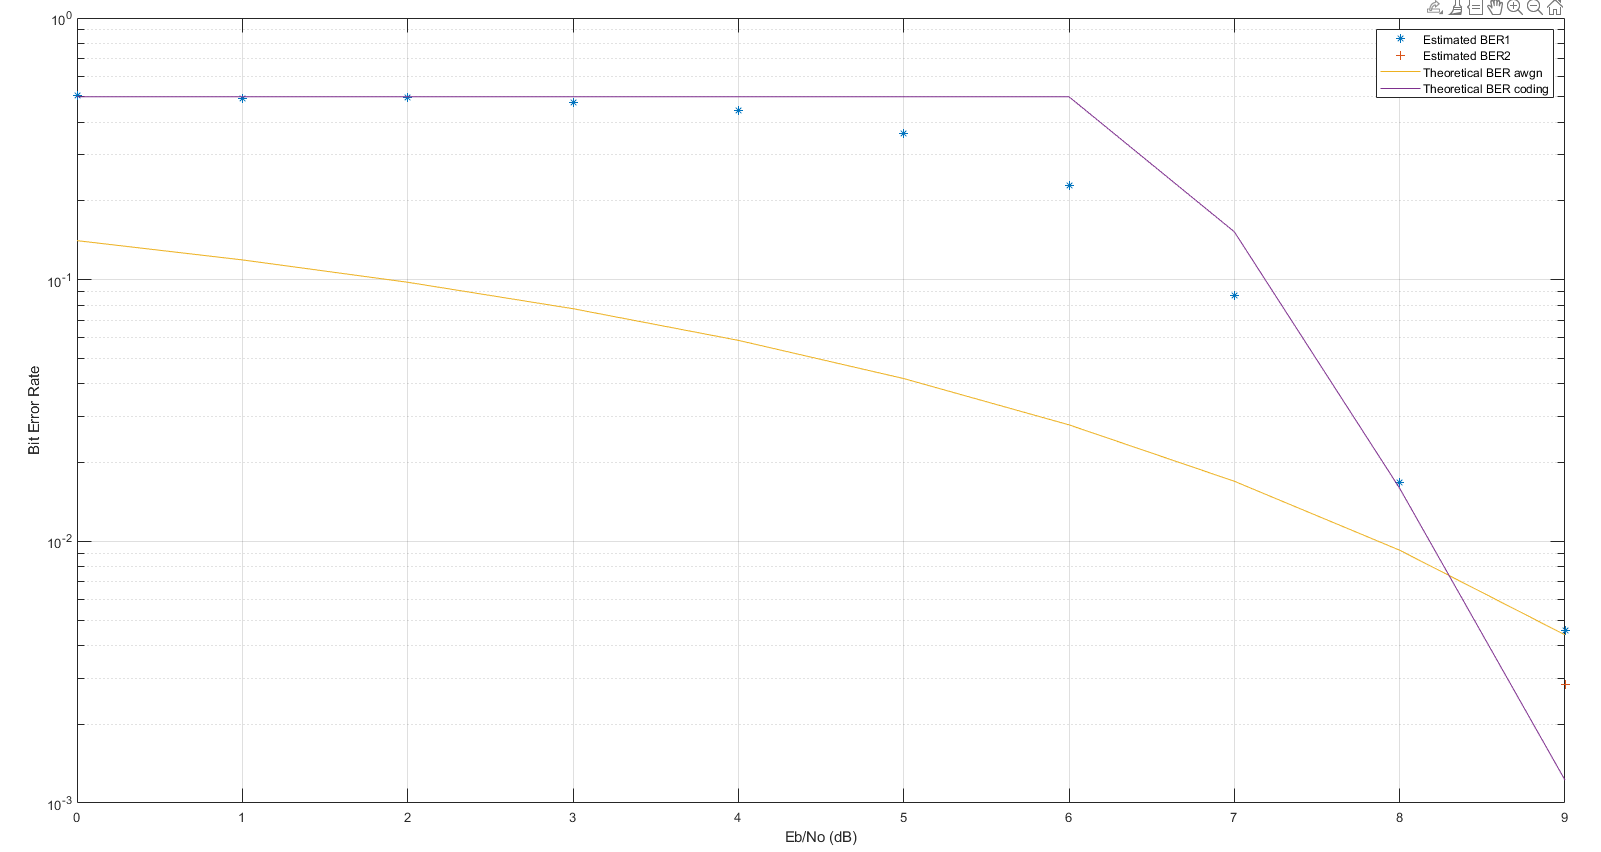 10^0
Estimated BER1
Estimated BER2
Theoretical BER awgn
Theoretical BER coding
10^-1
Bit Error Rate
10^-2
10^-3
0 1 2 3 4 5 6 7 8 9
Eb/No (dB)